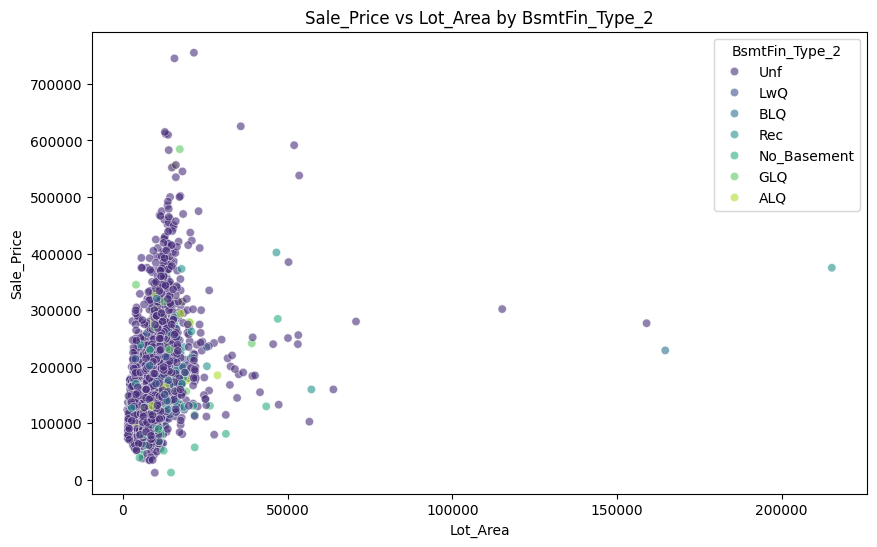 Sale_Price vs Lot_Area by BsmtFin_Type_2
BsmtFin_Type_2
Unf
LwQ
BLQ
Rec
No_Basement
GLQ
ALQ
700000
600000
500000
400000
300000
200000
100000
0
Sale_Price
0
50000
100000
150000
200000
Lot_Area